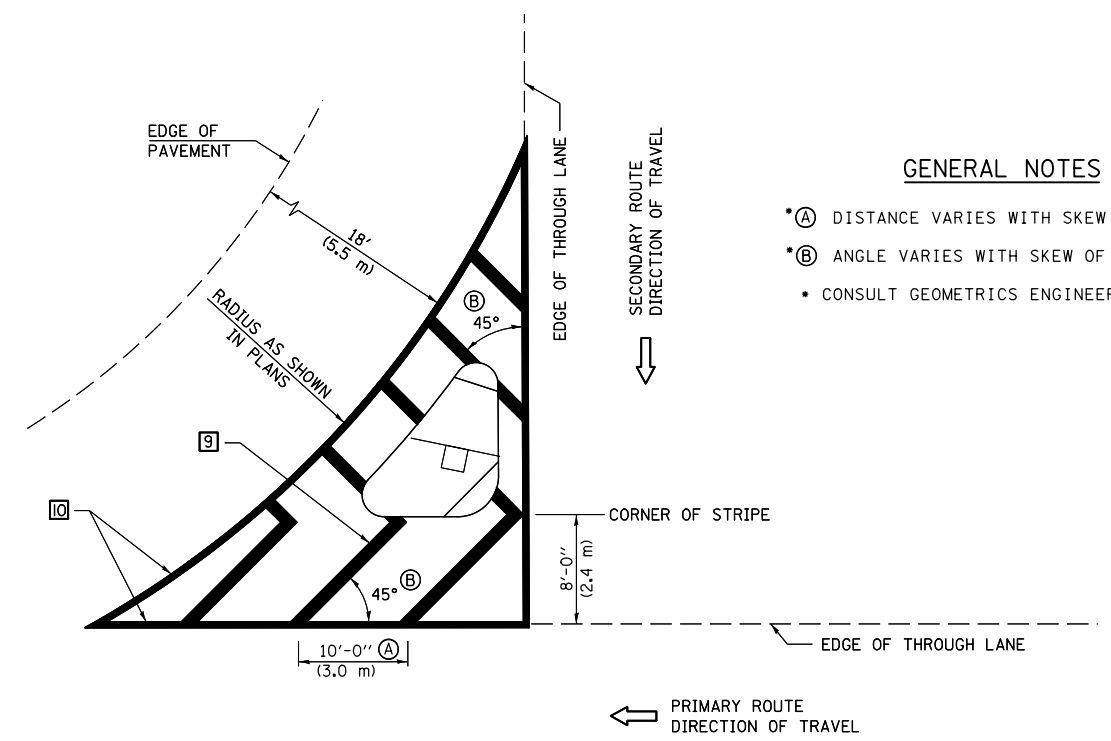 EDGE OF
PAVEMENT
18'
(5.5 m)
RADIUS AS SHOWN
IN PLANS
9
10
B
45°
EDGE OF THROUGH LANE
SECONDARY ROUTE
DIRECTION OF TRAVEL
GENERAL NOTES
*A DISTANCE VARIES WITH SKEW
*B ANGLE VARIES WITH SKEW OF
* CONSULT GEOMETRICS ENGINEER
CORNER OF STRIPE
8'-0"
(2.4 m)
45° B
10'-0" A
(3.0 m)
EDGE OF THROUGH LANE
PRIMARY ROUTE
DIRECTION OF TRAVEL